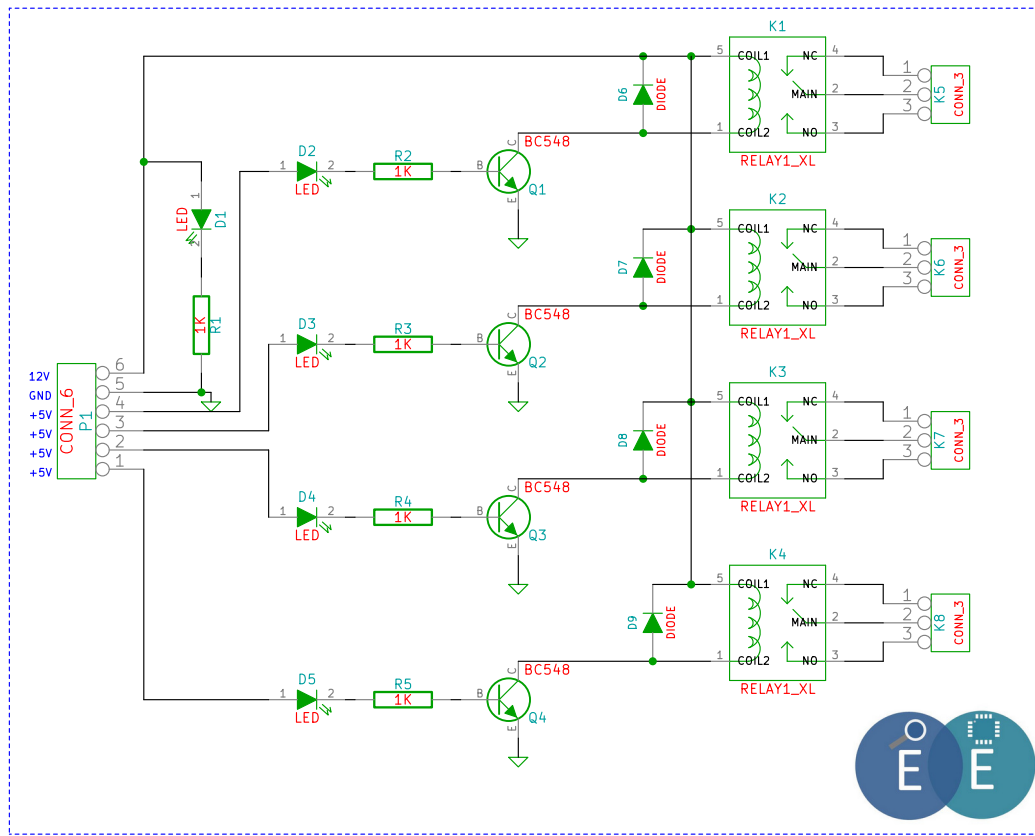 K1
5 COIL1 NC 4
MAIN 2
1 COIL2 NO 3
RELAY1_XL
1
2
3
K5
CONN_3
D6
DIODE
D2
1 2
LED
R2
1K
B
C
E
BC548
Q1
1
LED
D1
2
1K
R1
K2
5 COIL1 NC 4
MAIN 2
1 COIL2 NO 3
RELAY1_XL
1
2
3
K6
CONN_3
D7
DIODE
D3
1 2
LED
R3
1K
B
C
E
BC548
Q2
12V
GND
+5V
+5V
+5V
+5V
CONN_6
P1
6
5
4
3
2
1
K3
5 COIL1 NC 4
MAIN 2
1 COIL2 NO 3
RELAY1_XL
1
2
3
K7
CONN_3
D8
DIODE
D4
1 2
LED
R4
1K
B
C
E
BC548
Q3
K4
5 COIL1 NC 4
MAIN 2
1 COIL2 NO 3
RELAY1_XL
1
2
3
K8
CONN_3
D9
DIODE
D5
1 2
LED
R5
1K
B
C
E
BC548
Q4
E E